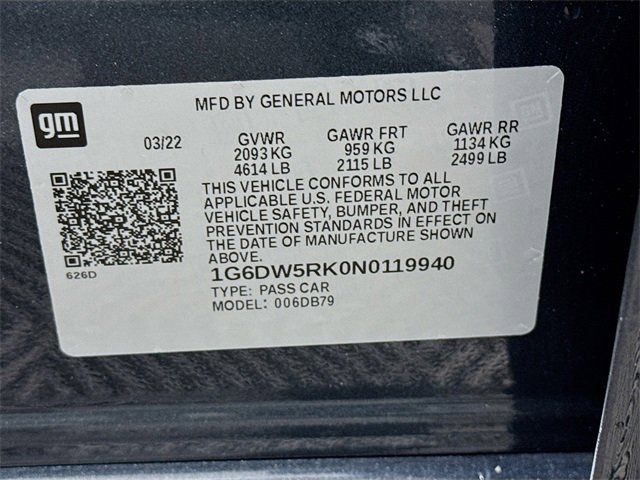 MFD BY GENERAL MOTORS LLC
gm
03/22
GVWR
2093 KG
4614 LB
GAWR FRT
959 KG
2115 LB
GAWR RR
1134 KG
2499 LB
THIS VEHICLE CONFORMS TO ALL
APPLICABLE U.S. FEDERAL MOTOR
VEHICLE SAFETY, BUMPER, AND THEFT
PREVENTION STANDARDS IN EFFECT ON
THE DATE OF MANUFACTURE SHOWN
ABOVE.
626D
1G6DW5RK0N0119940
TYPE: PASS CAR
MODEL: 006DB79